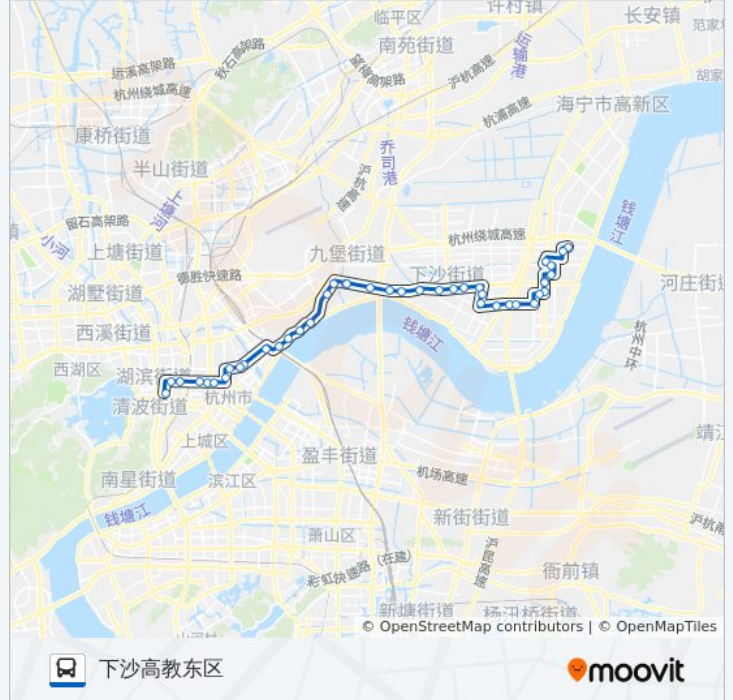 许村镇
临平区
长安镇
范家埭
南苑街道
运输港
秋石高架路
运溪高架路
沪杭高速
胡家
杭州绕城高速
海宁市高新区
杭浦高速
康桥街道
乔司港
半山街道
沪杭高速
上塘河
留石高架路
钱塘江
小河
杭州绕城高速
上塘街道
九堡街道
德胜快速路
下沙街道
河庄街道
湖墅街道
西溪街道
钱塘江
杭州中环
西湖区
湖滨街道
杭州市
清波街道
靖江
上城区
盈丰街道
南星街道
滨江区
机场高速
钱塘江
新街街道
沪杭甬
萧山区
沪昆高速
彩虹快速路（在建）
衙前镇
新塘街道
杨汛桥街道
© OpenStreetMap contributors | © OpenMapTiles
下沙高教东区
moovit